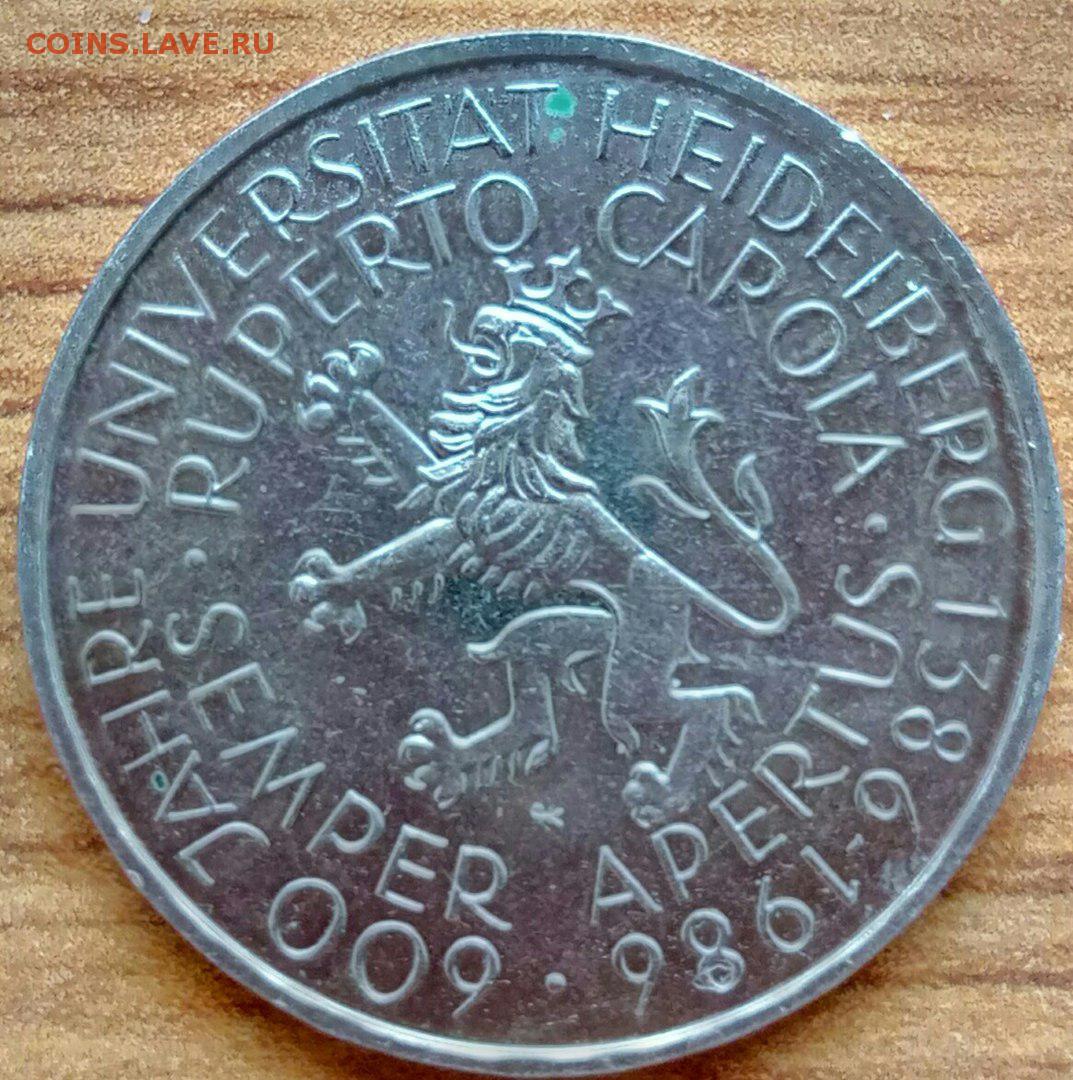 COINS.LAVE.RU
600 JAHRE UNIVERSITÄT HEIDELBERG 1386-1986 ·
RUPERTO CAROLA · SEMPER APERTUS ·